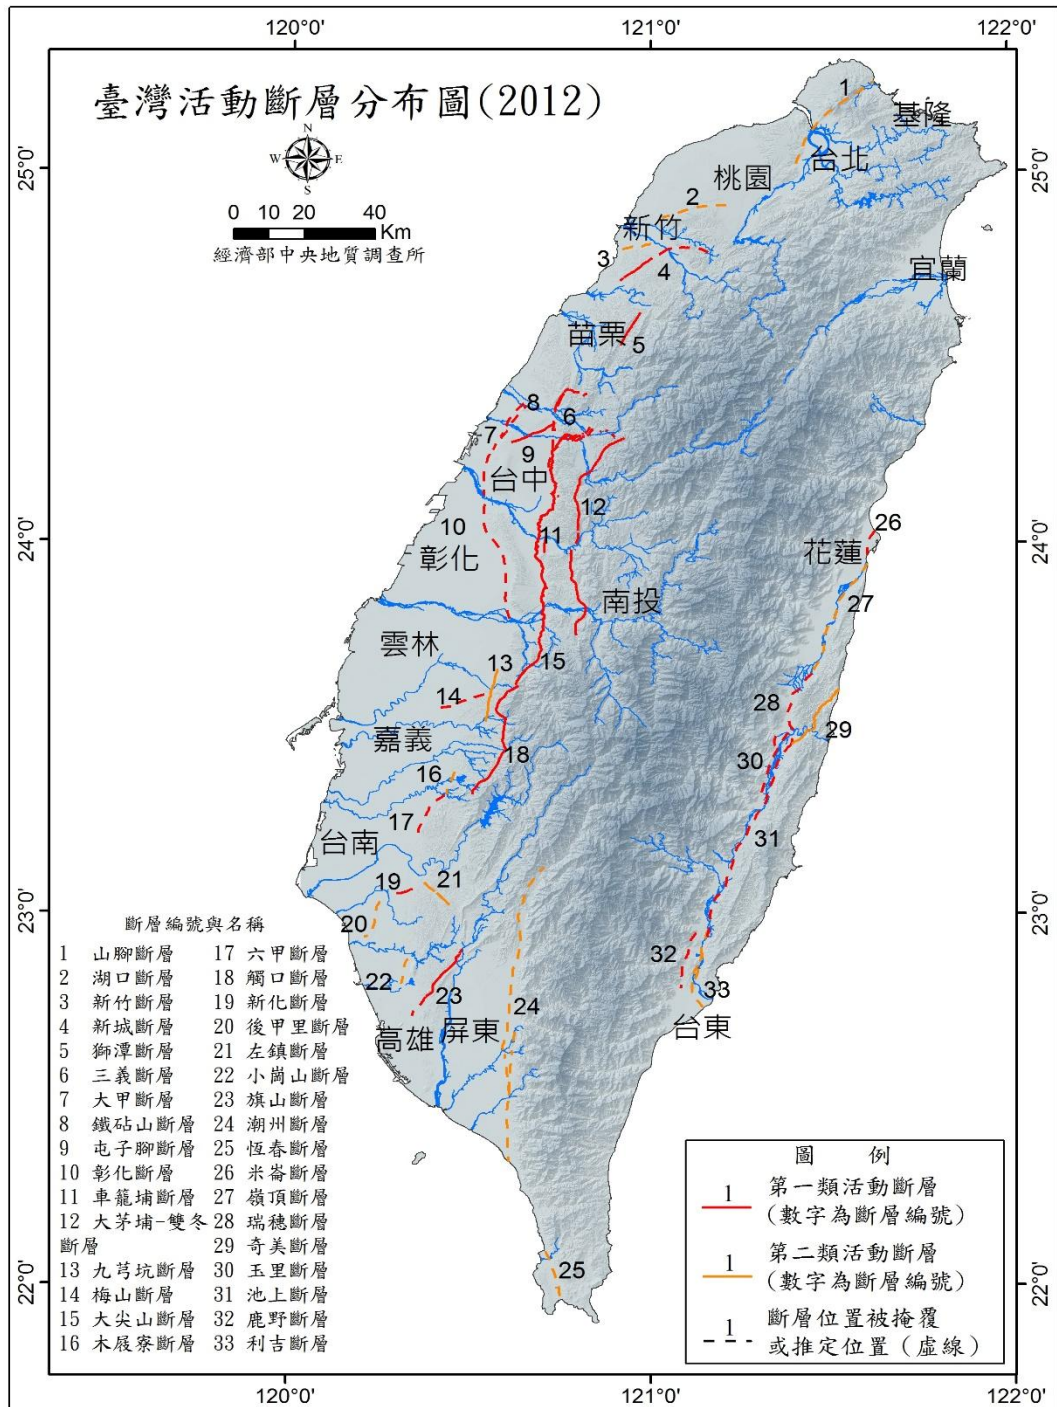 120°0'
121°0'
122°0'
臺灣活動斷層分布圖(2012)
N
W
E
S
0 10 20 40
Km
經濟部中央地質調查所
25°0'
25°0'
24°0'
24°0'
23°0'
23°0'
22°0'
22°0'
1
基隆
台北
桃園
2
新竹
3
4
宜蘭
苗栗
5
8
6
7
9
台中
12
10
11
26
彰化
花蓮
南投
27
雲林
13
15
14
28
嘉義
29
18
16
30
17
31
台南
19
21
20
32
22
33
23
24
高雄
屏東
台東
25
斷層編號與名稱
1 山腳斷層 17 六甲斷層
2 湖口斷層 18 觸口斷層
3 新竹斷層 19 新化斷層
4 新城斷層 20 後甲里斷層
5 獅潭斷層 21 左鎮斷層
6 三義斷層 22 小崗山斷層
7 大甲斷層 23 旗山斷層
8 鐵砧山斷層 24 潮州斷層
9 屯子腳斷層 25 恆春斷層
10 彰化斷層 26 米崙斷層
11 車籠埔斷層 27 嶺頂斷層
12 大茅埔-雙冬 28 瑞穗斷層
斷層 29 奇美斷層
13 九芎坑斷層 30 玉里斷層
14 梅山斷層 31 池上斷層
15 大尖山斷層 32 鹿野斷層
16 木屐寮斷層 33 利吉斷層
圖 例
1 第一類活動斷層
(數字為斷層編號)
1 第二類活動斷層
(數字為斷層編號)
1 斷層位置被掩覆
或推定位置(虛線)
120°0'
121°0'
122°0'